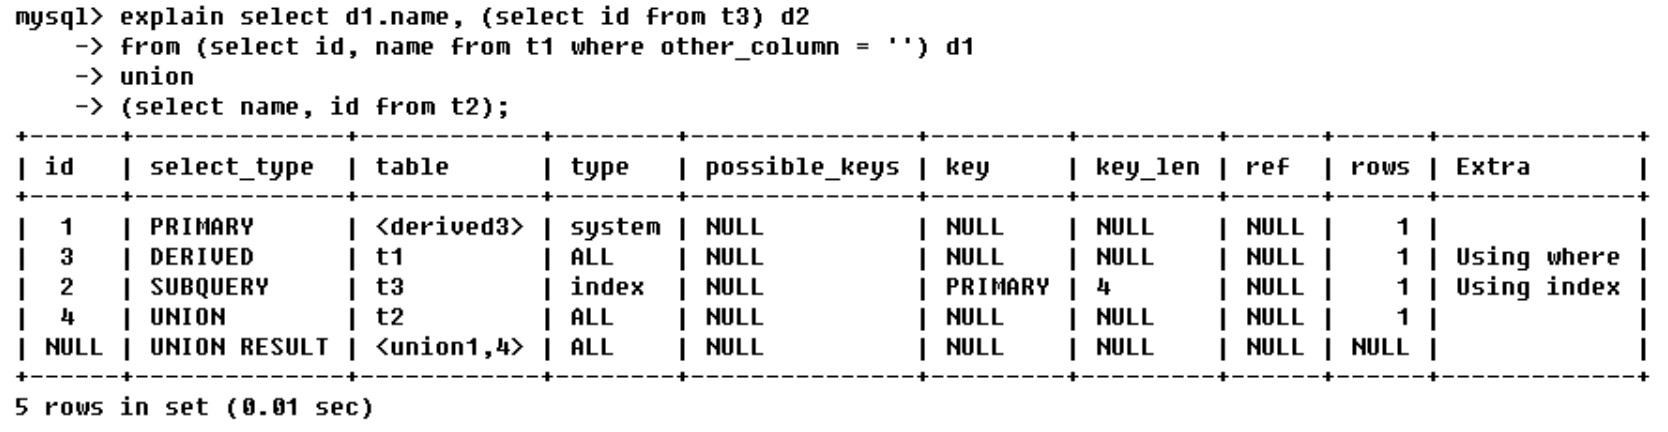 mysql> explain select d1.name, (select id from t3) d2
    -> from (select id, name from t1 where other_column = '') d1
    -> union
    -> (select name, id from t2);
+------+--------------+------------+--------+---------------+---------+---------+------+------+-------------+
| id   | select_type  | table      | type   | possible_keys | key     | key_len | ref  | rows | Extra       |
+------+--------------+------------+--------+---------------+---------+---------+------+------+-------------+
|  1   | PRIMARY      | <derived3> | system | NULL          | NULL    | NULL    | NULL |    1 |             |
|  3   | DERIVED      | t1         | ALL    | NULL          | NULL    | NULL    | NULL |    1 | Using where |
|  2   | SUBQUERY     | t3         | index  | NULL          | PRIMARY | 4       | NULL |    1 | Using index |
|  4   | UNION        | t2         | ALL    | NULL          | NULL    | NULL    | NULL |    1 |             |
| NULL | UNION RESULT | <union1,4> | ALL    | NULL          | NULL    | NULL    | NULL | NULL |             |
+------+--------------+------------+--------+---------------+---------+---------+------+------+-------------+
5 rows in set (0.01 sec)